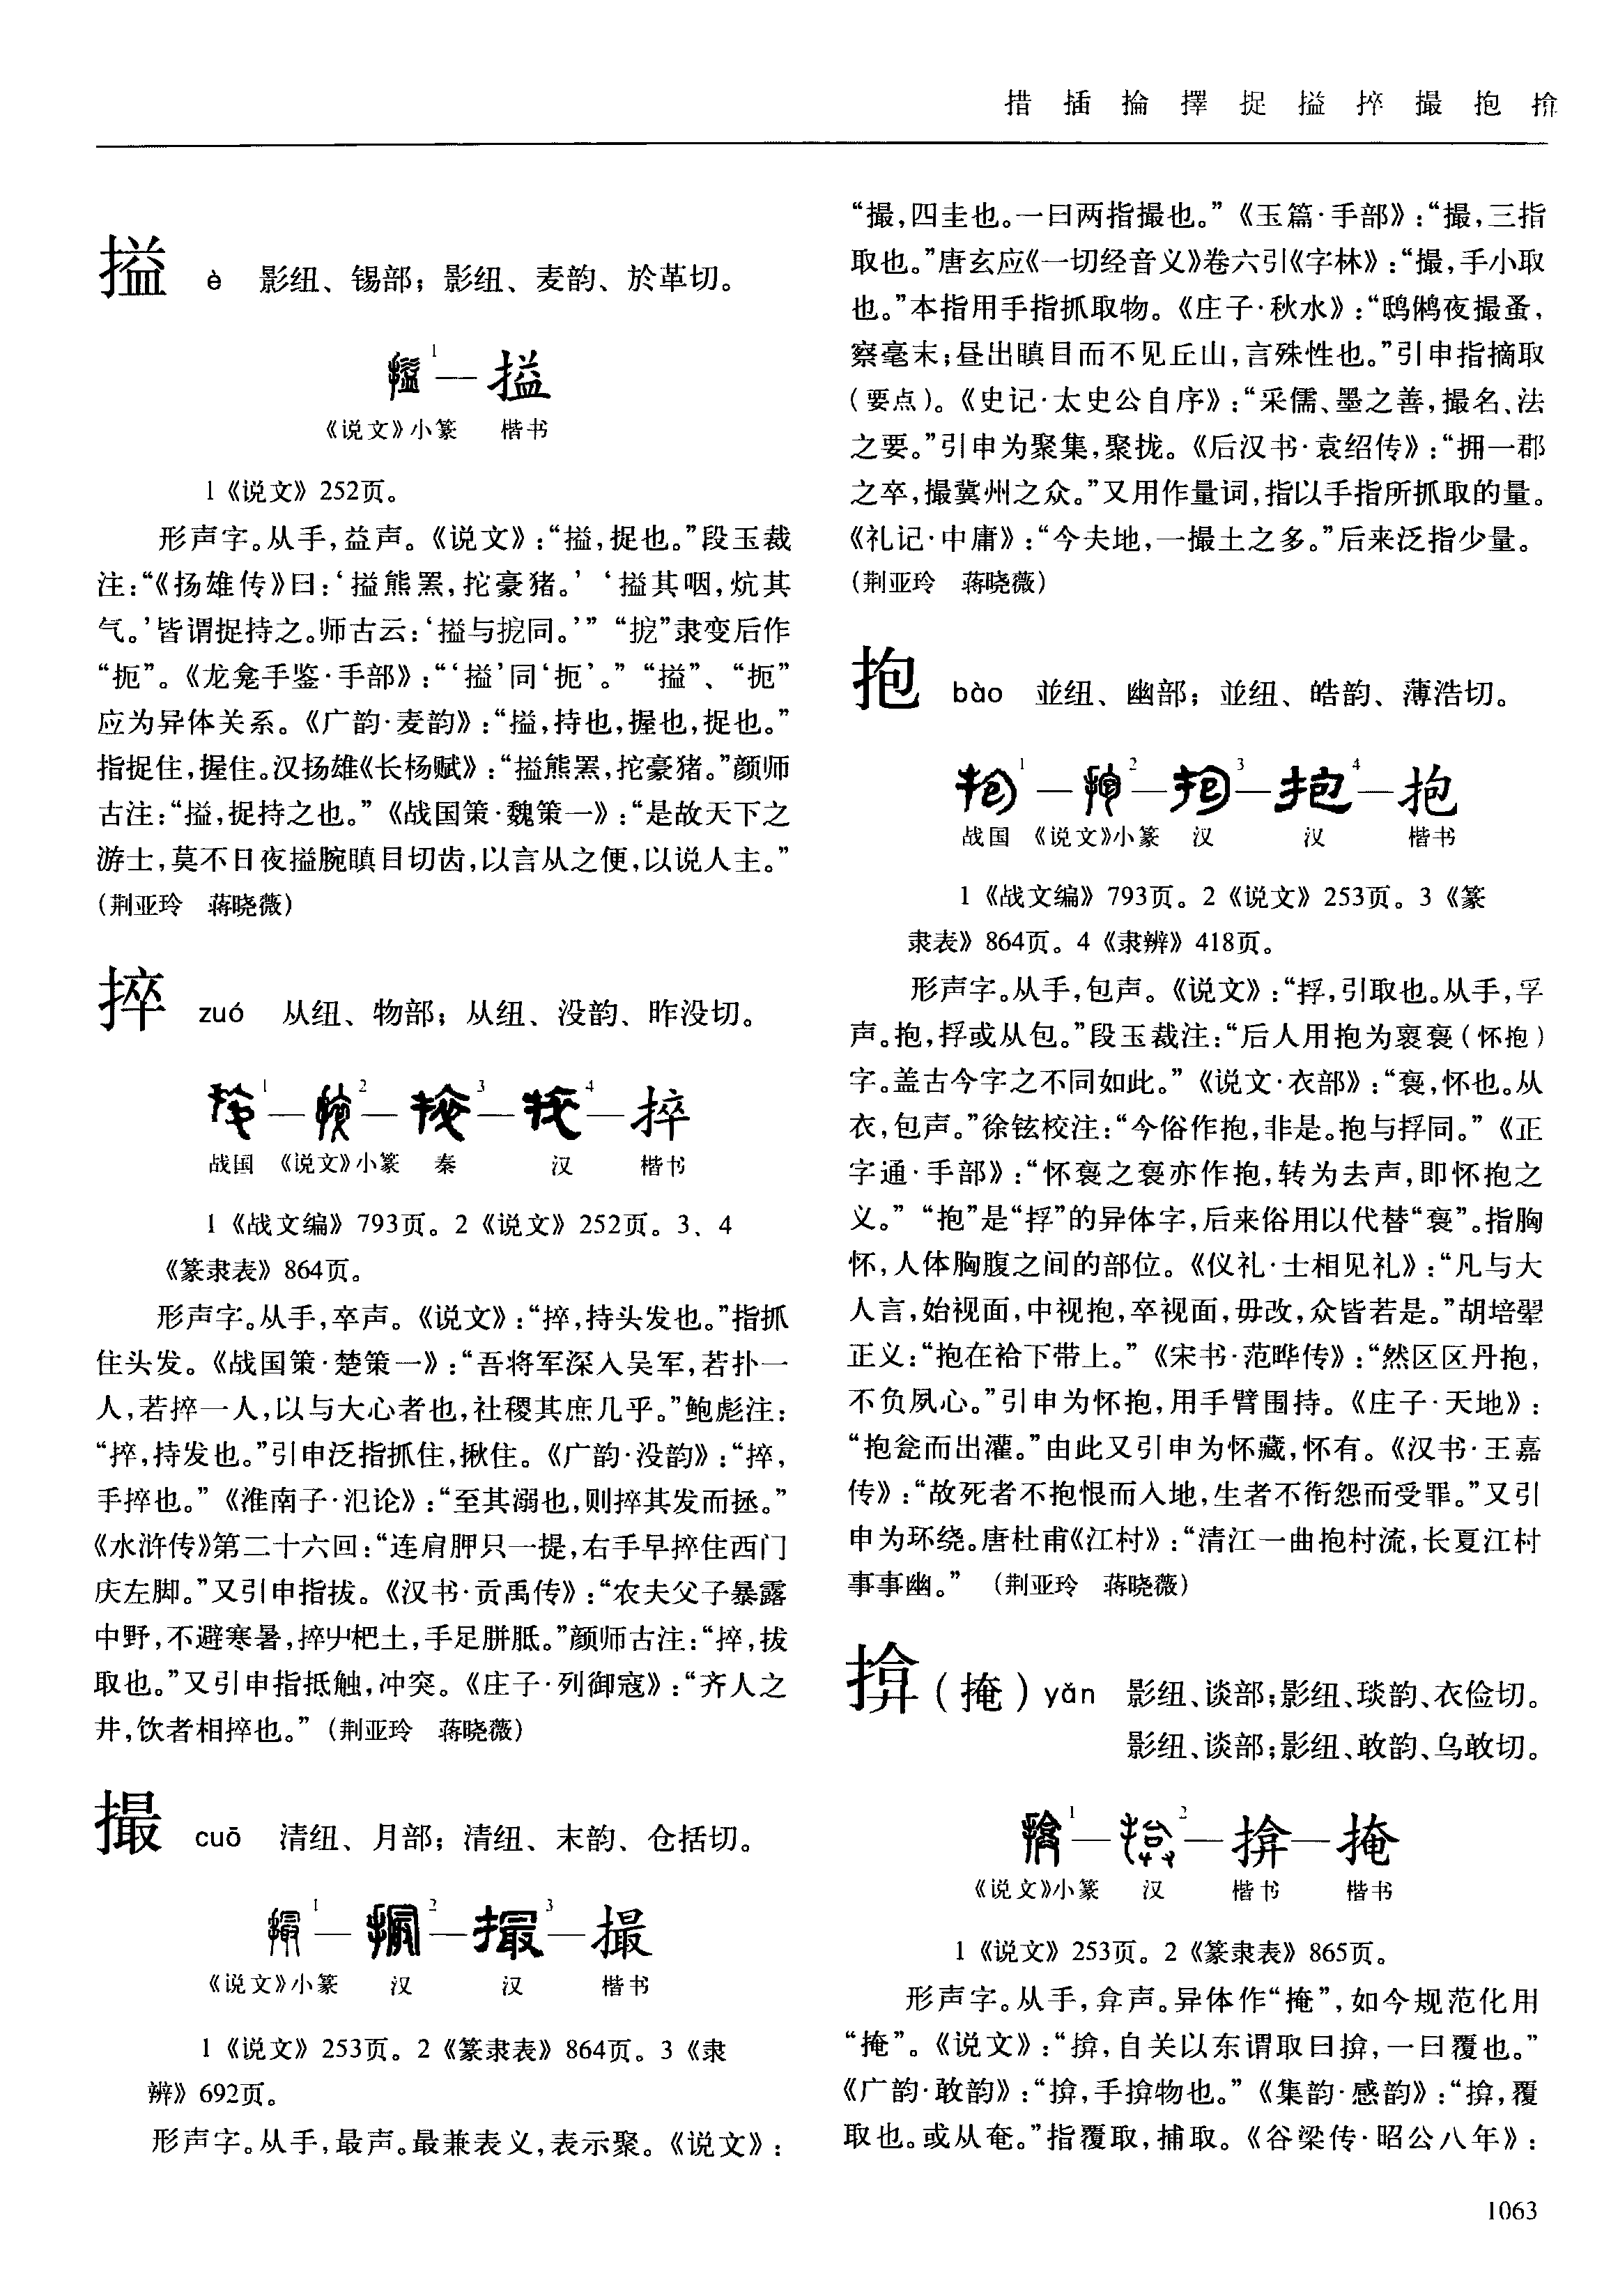 措 插 掄 擇 捉 搤 捽 撮 抱 揜
搤 è 影纽、锡部；影纽、麦韵、於革切。
1
—搤
《说文》小篆 楷书
1《说文》252页。
形声字。从手，益声。《说文》：“搤，捉也。”段玉裁
注：“《扬雄传》曰：‘搤熊罴，拕豪猪。’‘搤其咽，炕其
气。’皆谓捉持之。师古云：‘搤与挖同。’”“挖”隶变后作
“扼”。《龙龛手鉴·手部》：“‘搤’同‘扼’。”“搤”、“扼”
应为异体关系。《广韵·麦韵》：“搤，持也，握也，捉也。”
指捉住，握住。汉扬雄《长杨赋》：“搤熊罴，拕豪猪。”颜师
古注：“搤，捉持之也。”《战国策·魏策一》：“是故天下之
游士，莫不日夜搤腕瞋目切齿，以言从之便，以说人主。”
（荆亚玲 蒋晓薇）
捽 zuó 从纽、物部；从纽、没韵、昨没切。
1 — 2 — 3 — 4 — 捽
战国 《说文》小篆 秦 汉 楷书
1《战文编》793页。2《说文》252页。3、4
《篆隶表》864页。
形声字。从手，卒声。《说文》：“捽，持头发也。”指抓
住头发。《战国策·楚策一》：“吾将军深入吴军，若扑一
人，若捽一人，以与大心者也，社稷其庶几乎。”鲍彪注：
“捽，持发也。”引申泛指抓住，揪住。《广韵·没韵》：“捽，
手捽也。”《淮南子·氾论》：“至其溺也，则捽其发而拯。”
《水浒传》第二十六回：“连肩胛只一提，右手早捽住西门
庆左脚。”又引申指拔。《汉书·贡禹传》：“农夫父子暴露
中野，不避寒暑，捽屮杷土，手足胼胝。”颜师古注：“捽，拔
取也。”又引申指抵触，冲突。《庄子·列御寇》：“齐人之
井，饮者相捽也。”（荆亚玲 蒋晓薇）
撮 cuō 清纽、月部；清纽、末韵、仓括切。
1 — 2 — 3 — 撮
《说文》小篆 汉 汉 楷书
1《说文》253页。2《篆隶表》864页。3《隶
辨》692页。
形声字。从手，最声。最兼表义，表示聚。《说文》：
“撮，四圭也。一曰两指撮也。”《玉篇·手部》：“撮，三指
取也。”唐玄应《一切经音义》卷六引《字林》：“撮，手小取
也。”本指用手指抓取物。《庄子·秋水》：“鸱鸺夜撮蚤，
察毫末；昼出瞋目而不见丘山，言殊性也。”引申指摘取
（要点）。《史记·太史公自序》：“采儒、墨之善，撮名、法
之要。”引申为聚集，聚拢。《后汉书·袁绍传》：“拥一郡
之卒，撮冀州之众。”又用作量词，指以手指所抓取的量。
《礼记·中庸》：“今夫地，一撮土之多。”后来泛指少量。
（荆亚玲 蒋晓薇）
抱 bào 並纽、幽部；並纽、皓韵、薄浩切。
1 — 2 — 3 — 4 — 抱
战国 《说文》小篆 汉 汉 楷书
1《战文编》793页。2《说文》253页。3《篆
隶表》864页。4《隶辨》418页。
形声字。从手，包声。《说文》：“捊，引取也。从手，孚
声。抱，捊或从包。”段玉裁注：“后人用抱为褱袌（怀抱）
字。盖古今字之不同如此。”《说文·衣部》：“袌，怀也。从
衣，包声。”徐铉校注：“今俗作抱，非是。抱与捊同。”《正
字通·手部》：“怀袌之袌亦作抱，转为去声，即怀抱之
义。”“抱”是“捊”的异体字，后来俗用以代替“袌”。指胸
怀，人体胸腹之间的部位。《仪礼·士相见礼》：“凡与大
人言，始视面，中视抱，卒视面，毋改，众皆若是。”胡培翚
正义：“抱在袷下带上。”《宋书·范晔传》：“然区区丹抱，
不负夙心。”引申为怀抱，用手臂围持。《庄子·天地》：
“抱瓮而出灌。”由此又引申为怀藏，怀有。《汉书·王嘉
传》：“故死者不抱恨而入地，生者不衔怨而受罪。”又引
申为环绕。唐杜甫《江村》：“清江一曲抱村流，长夏江村
事事幽。”（荆亚玲 蒋晓薇）
揜（掩）yǎn 影纽、谈部；影纽、琰韵、衣俭切。
影纽、谈部；影纽、敢韵、乌敢切。
1 — 2 — 揜 — 掩
《说文》小篆 汉 楷书 楷书
1《说文》253页。2《篆隶表》865页。
形声字。从手，弇声。异体作“掩”，如今规范化用
“掩”。《说文》：“揜，自关以东谓取曰揜，一曰覆也。”
《广韵·敢韵》：“揜，手揜物也。”《集韵·感韵》：“揜，覆
取也。或从奄。”指覆取，捕取。《谷梁传·昭公八年》：
1063